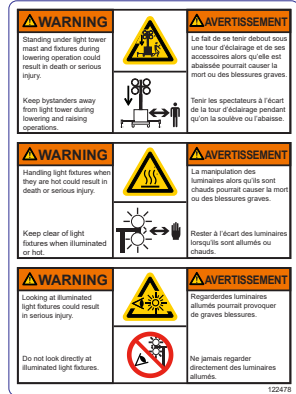 WARNING
Standing under light tower
mast and fixtures during
lowering operation could
result in death or serious
injury.
Keep bystanders away
from light tower during
lowering and raising
operations.
AVERTISSEMENT
Le fait de se tenir debout sous
une tour d'éclairage et de ses
accessoires alors qu'elle est
abaissée pourrait causer la
mort ou des blessures graves.
Tenir les spectateurs à l'écart
de la tour d'éclairage pendant
qu'on la soulève ou l'abaisse.
WARNING
Handling light fixtures when
they are hot could result in
death or serious injury.
Keep clear of light
fixtures when illuminated
or hot.
AVERTISSEMENT
La manipulation des
luminaires alors qu'ils sont
chauds pourrait causer la mort
ou des blessures graves.
Rester à l'écart des luminaires
lorsqu'ils sont allumés ou
chauds.
WARNING
Looking at illuminated
light fixtures could result
in serious injury.
Do not look directly at
illuminated light fixtures.
AVERTISSEMENT
Regarderdes luminaires
allumés pourrait provoquer
de graves blessures.
Ne jamais regarder
directement des luminaires
allumés.
122478